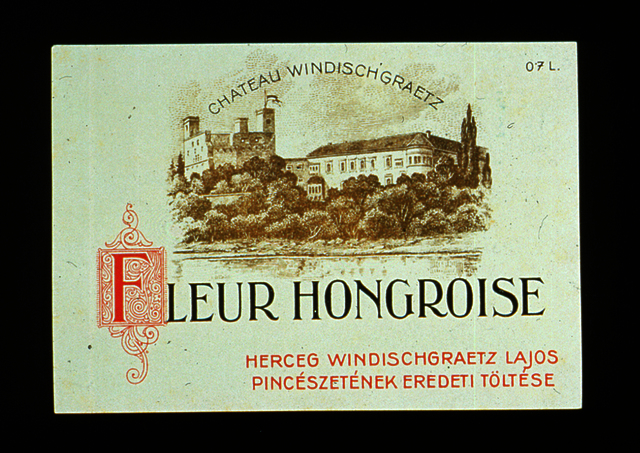 07 L.
CHATEAU WINDISCHGRAETZ
FLEUR HONGROISE
HERCEG WINDISCHGRAETZ LAJOS
PINCÉSZETÉNEK EREDETI TÖLTÉSE